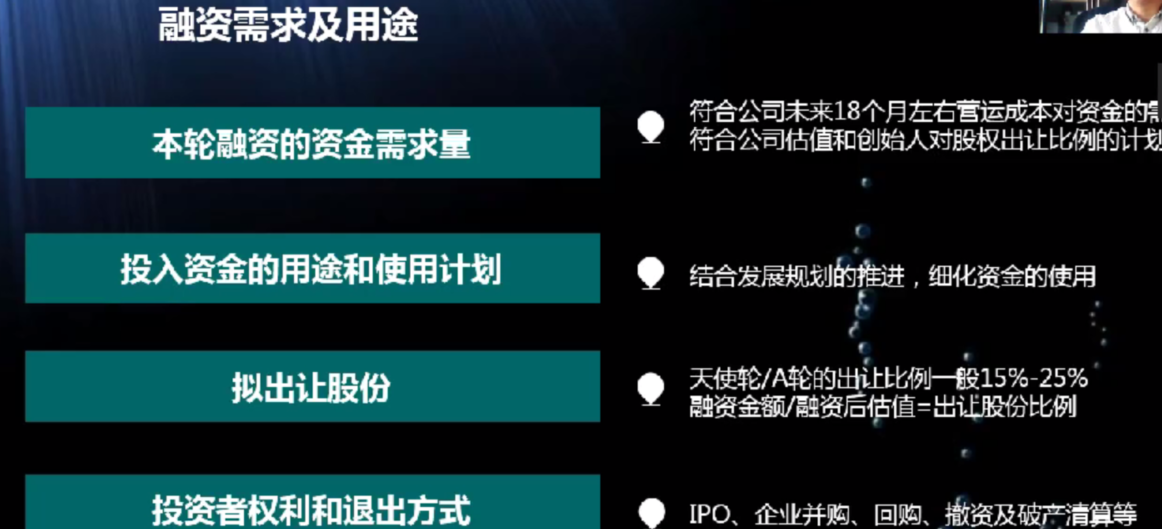 融资需求及用途
本轮融资的资金需求量
符合公司未来18个月左右营运成本对资金的需
符合公司估值和创始人对股权出让比例的计划
投入资金的用途和使用计划
结合发展规划的推进，细化资金的使用
拟出让股份
天使轮/A轮的出让比例一般15%-25%
融资金额/融资后估值=出让股份比例
投资者权利和退出方式
IPO、企业并购、回购、撤资及破产清算等